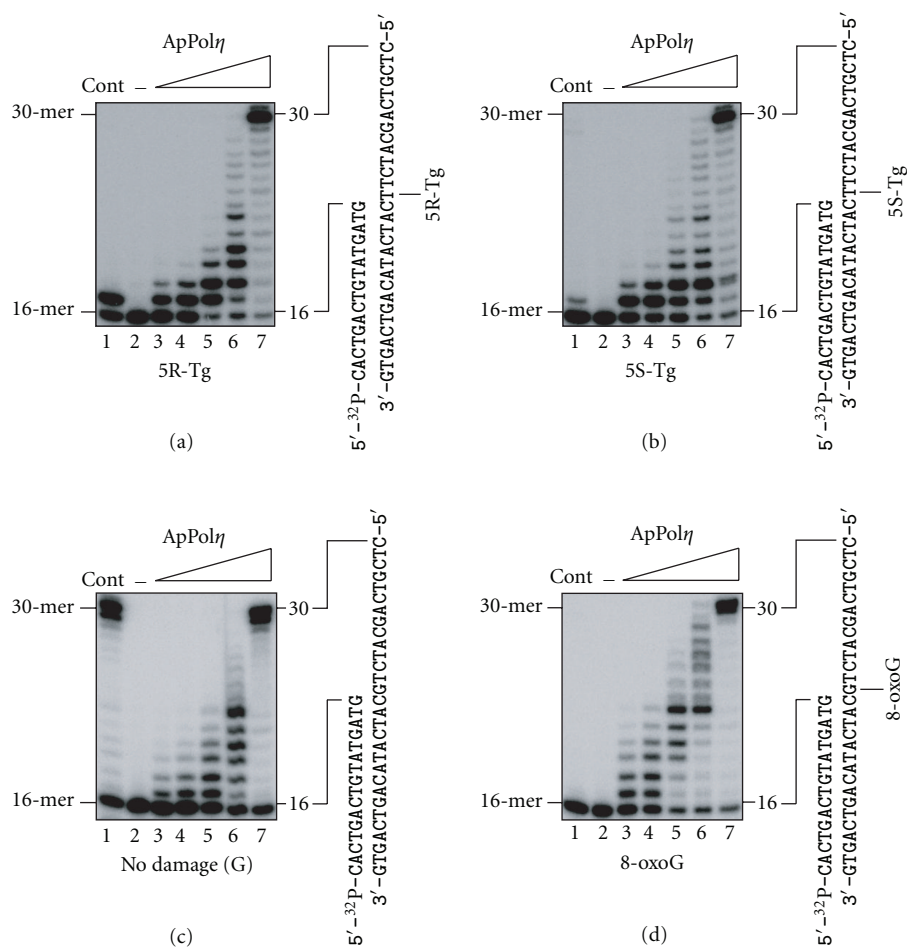 ApPolη
Cont –
30-mer
30
16-mer
16
1 2 3 4 5 6 7
5R-Tg
5′–³²P–CACTGACTGTATGATG
3′–GTGACTGACATACTACTTCTACGACTGCTC–5′
5R-Tg
(a)
ApPolη
Cont –
30-mer
30
16-mer
16
1 2 3 4 5 6 7
5S-Tg
5′–³²P–CACTGACTGTATGATG
3′–GTGACTGACATACTACTTCTACGACTGCTC–5′
5S-Tg
(b)
ApPolη
Cont –
30-mer
30
16-mer
16
1 2 3 4 5 6 7
No damage (G)
5′–³²P–CACTGACTGTATGATG
3′–GTGACTGACATACTACGTCTACGACTGCTC–5′
(c)
ApPolη
Cont –
30-mer
30
16-mer
16
1 2 3 4 5 6 7
8-oxoG
5′–³²P–CACTGACTGTATGATG
3′–GTGACTGACATACTACGTCTACGACTGCTC–5′
8-oxoG
(d)